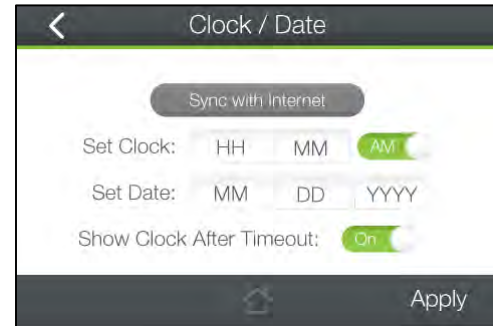 Clock / Date
Sync with Internet
Set Clock: HH MM AM
Set Date: MM DD YYYY
Show Clock After Timeout: On
Apply